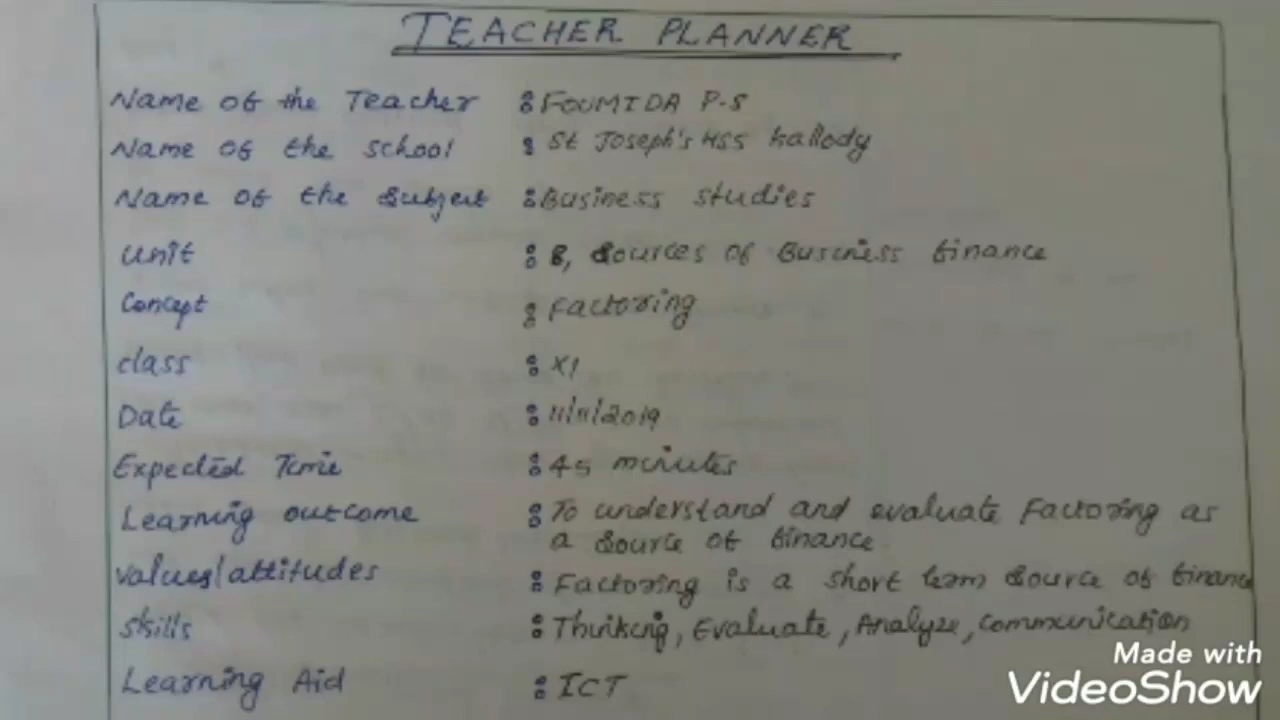 TEACHER PLANNER
Name of the Teacher : FOUMIDA P.S
Name of the school : St Joseph's HSS kallody
Name of the Subject : Business studies
Unit : 8, Sources of Business finance
Concept : Factoring
class : XI
Date : 11/11/2019
Expected Time : 45 minutes
Learning outcome : To understand and evaluate Factoring as
a source of finance
values/attitudes : Factoring is a short term source of finance
skills : Thinking, Evaluate, Analyze, communication
Learning Aid : ICT
Made with
VideoShow